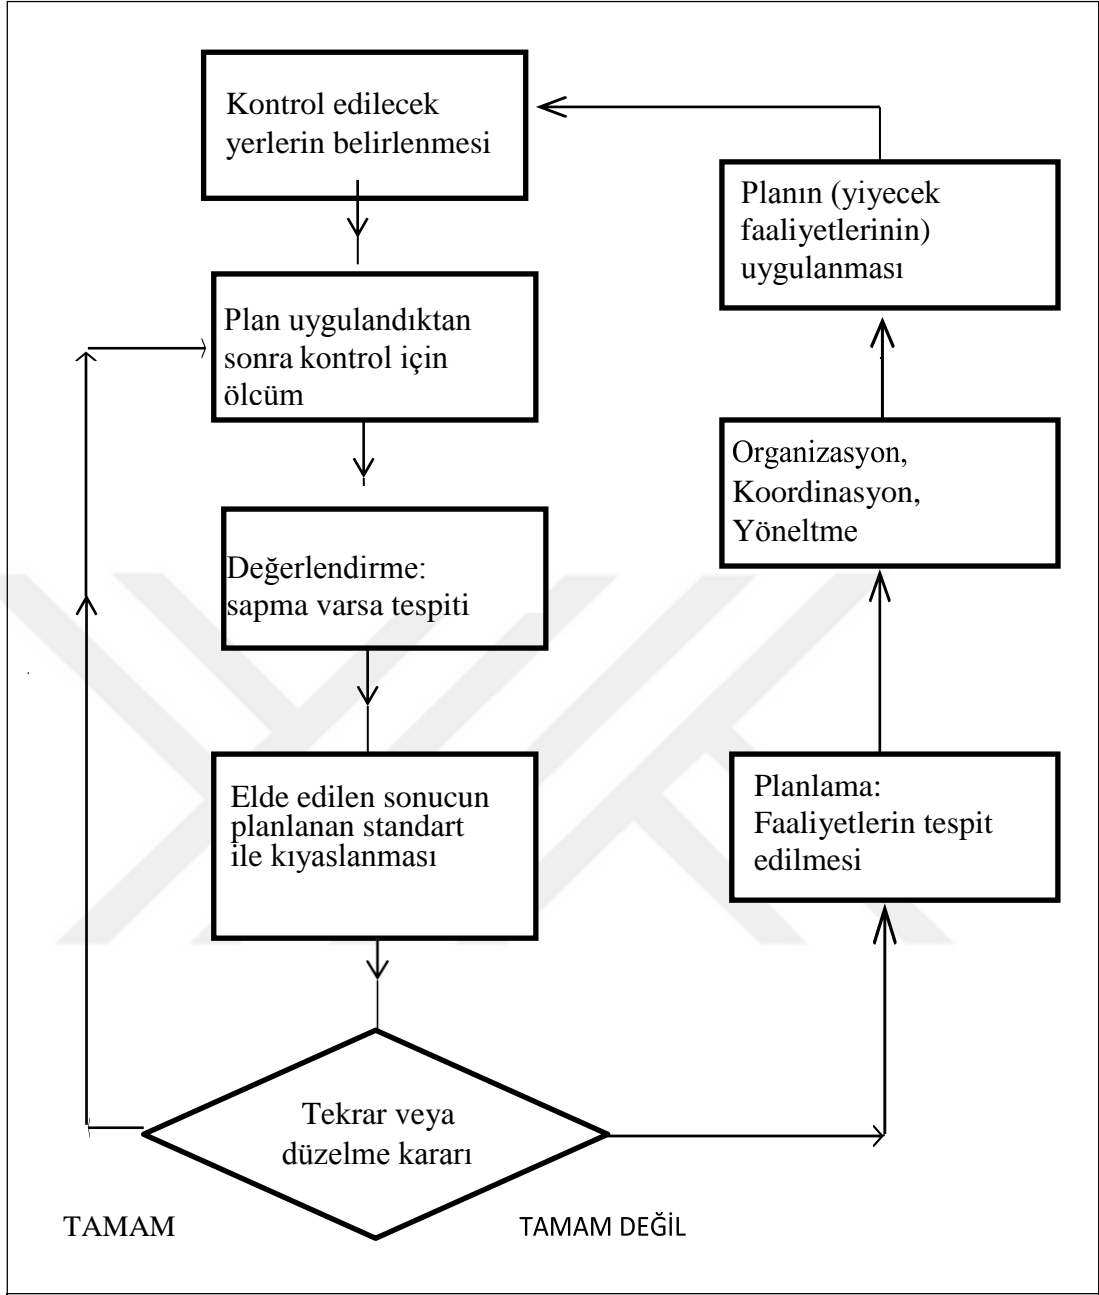 Kontrol edilecek
yerlerin belirlenmesi
Plan uygulandıktan
sonra kontrol için
ölcüm
Değerlendirme:
sapma varsa tespiti
Elde edilen sonucun
planlanan standart
ile kıyaslanması
Tekrar veya
düzelme kararı
TAMAM
TAMAM DEĞİL
Planlama:
Faaliyetlerin tespit
edilmesi
Organizasyon,
Koordinasyon,
Yöneltme
Planın (yiyecek
faaliyetlerinin)
uygulanması